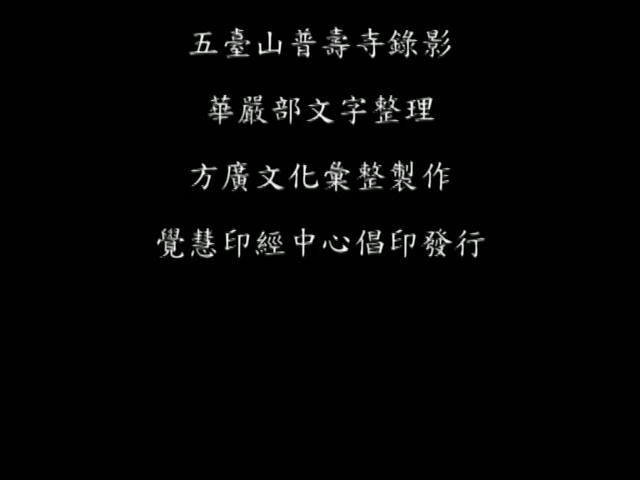 五臺山普壽寺錄影
華嚴部文字整理
方廣文化彙整製作
覺慧印經中心倡印發行